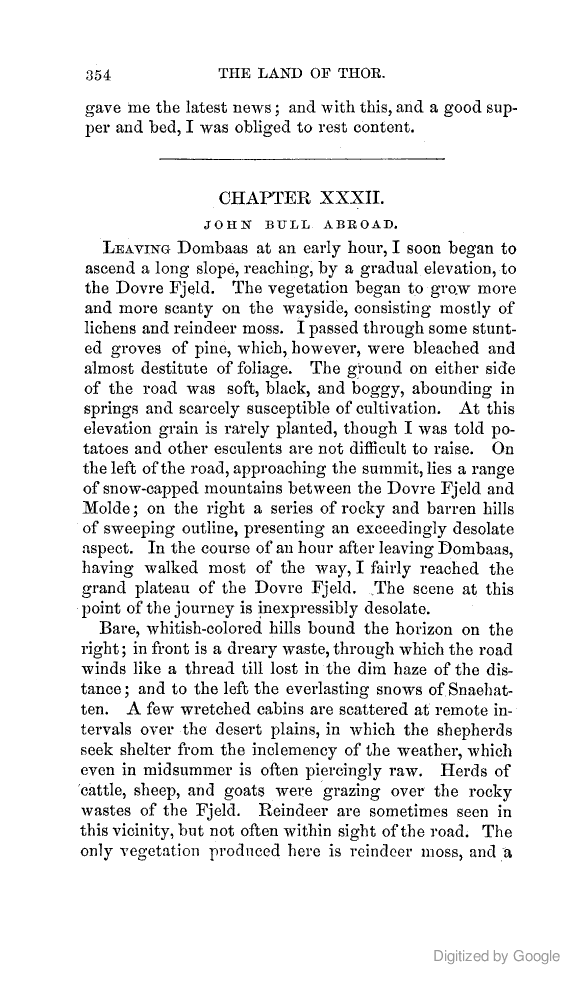 354 THE LAND OF THOR.
gave me the latest news; and with this, and a good sup-
per and bed, I was obliged to rest content.
CHAPTER XXXII.
JOHN BULL ABROAD.
LEAVING Dombaas at an early hour, I soon began to
ascend a long slope, reaching, by a gradual elevation, to
the Dovre Fjeld. The vegetation began to grow more
and more scanty on the wayside, consisting mostly of
lichens and reindeer moss. I passed through some stunt-
ed groves of pine, which, however, were bleached and
almost destitute of foliage. The ground on either side
of the road was soft, black, and boggy, abounding in
springs and scarcely susceptible of cultivation. At this
elevation grain is rarely planted, though I was told po-
tatoes and other esculents are not difficult to raise. On
the left of the road, approaching the summit, lies a range
of snow-capped mountains between the Dovre Fjeld and
Molde; on the right a series of rocky and barren hills
of sweeping outline, presenting an exceedingly desolate
aspect. In the course of an hour after leaving Dombaas,
having walked most of the way, I fairly reached the
grand plateau of the Dovre Fjeld. The scene at this
point of the journey is inexpressibly desolate.
Bare, whitish-colored hills bound the horizon on the
right; in front is a dreary waste, through which the road
winds like a thread till lost in the dim haze of the dis-
tance; and to the left the everlasting snows of Snaehat-
ten. A few wretched cabins are scattered at remote in-
tervals over the desert plains, in which the shepherds
seek shelter from the inclemency of the weather, which
even in midsummer is often piercingly raw. Herds of
cattle, sheep, and goats were grazing over the rocky
wastes of the Fjeld. Reindeer are sometimes seen in
this vicinity, but not often within sight of the road. The
only vegetation produced here is reindeer moss, and a
Digitized by Google